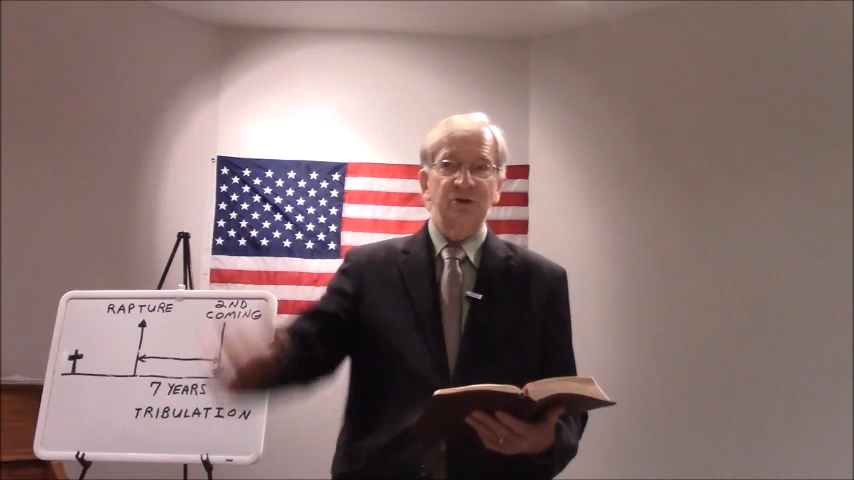 RAPTURE
2ND
COMING
7 YEARS
TRIBULATION